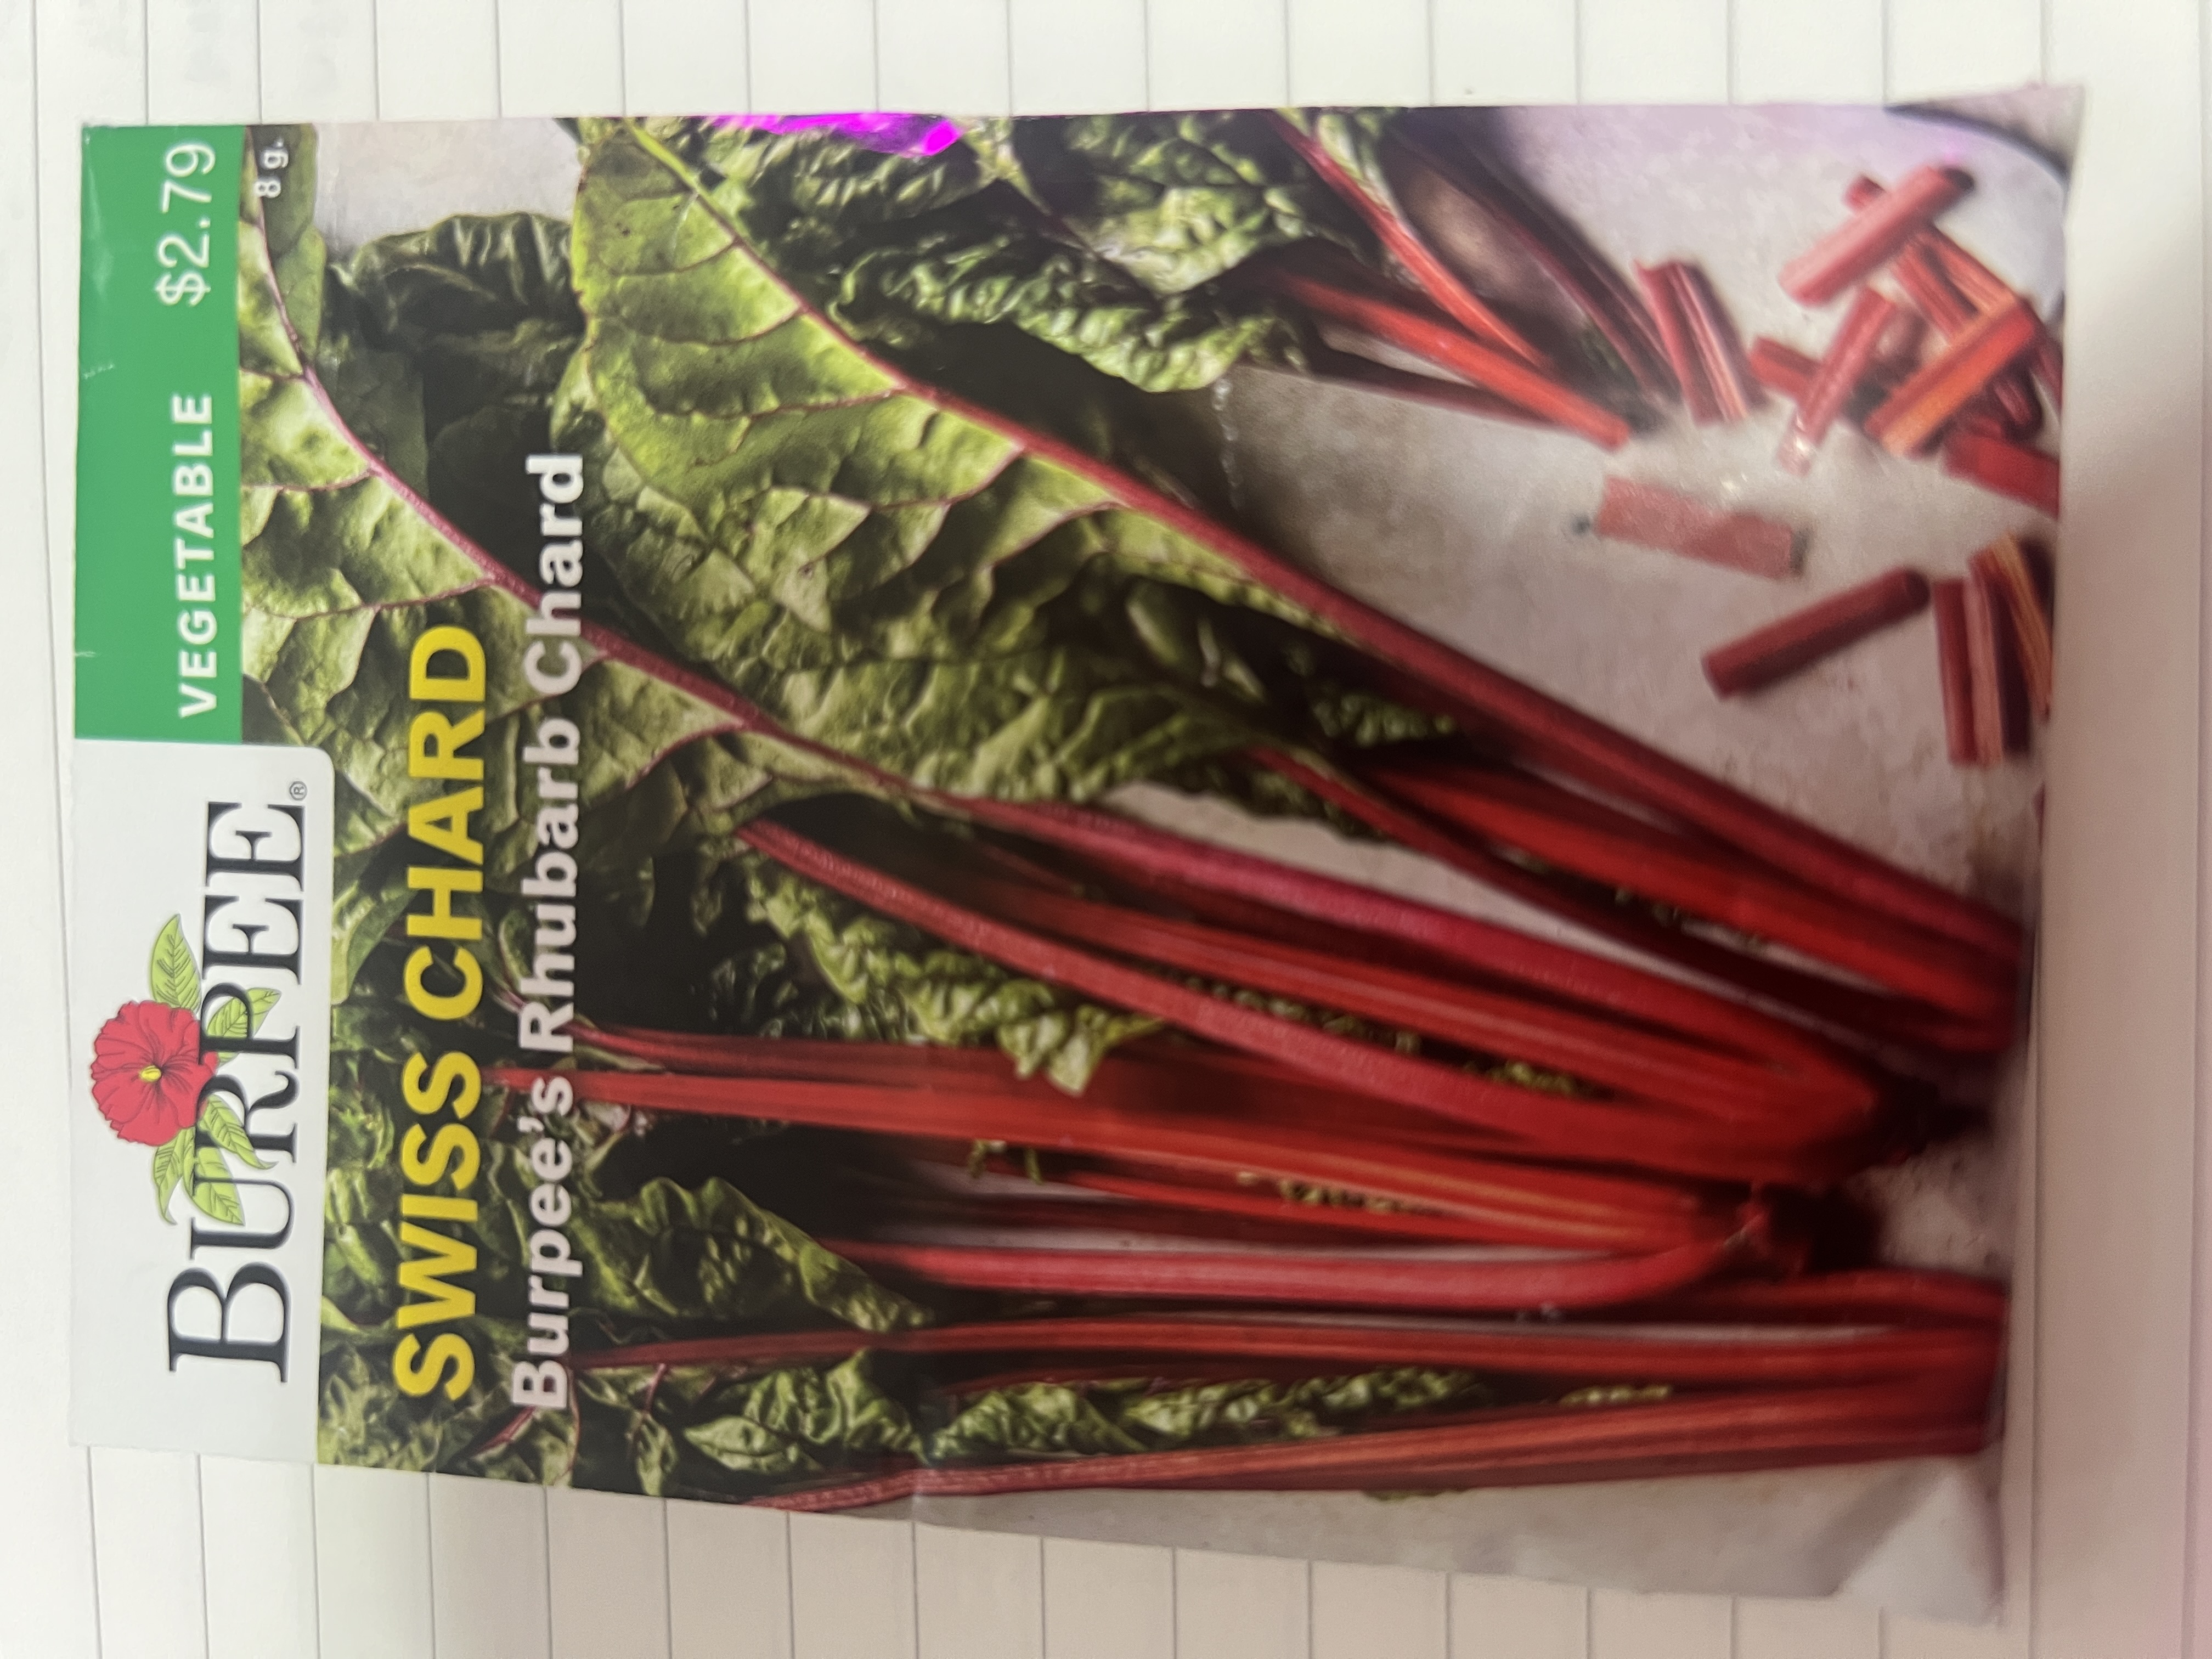 BURPEE®
VEGETABLE $2.79
8 g.
SWISS CHARD
Burpee's Rhubarb Chard